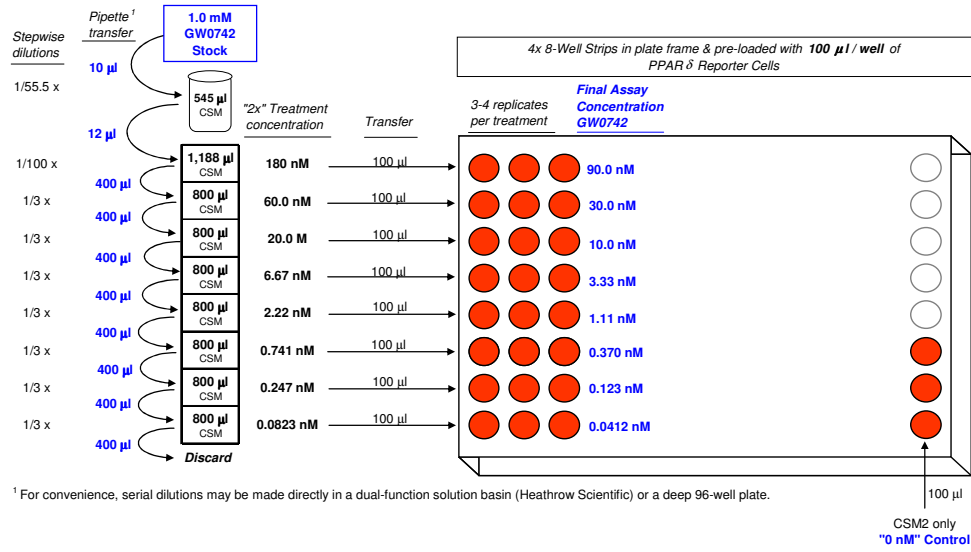 Stepwise
dilutions
Pipette 1
transfer
1.0 mM
GW0742
Stock
10 µl
1/55.5 x
545 µl
CSM
12 µl
"2x" Treatment
concentration
Transfer
4x 8-Well Strips in plate frame & pre-loaded with 100 µl / well of
PPAR δ Reporter Cells
3-4 replicates
per treatment
Final Assay
Concentration
GW0742
1/100 x
1,188 µl
CSM
180 nM
100 µl
90.0 nM
400 µl
1/3 x
800 µl
CSM
60.0 nM
100 µl
30.0 nM
400 µl
1/3 x
800 µl
CSM
20.0 M
100 µl
10.0 nM
400 µl
1/3 x
800 µl
CSM
6.67 nM
100 µl
3.33 nM
400 µl
1/3 x
800 µl
CSM
2.22 nM
100 µl
1.11 nM
400 µl
1/3 x
800 µl
CSM
0.741 nM
100 µl
0.370 nM
400 µl
1/3 x
800 µl
CSM
0.247 nM
100 µl
0.123 nM
400 µl
1/3 x
800 µl
CSM
0.0823 nM
100 µl
0.0412 nM
400 µl
Discard
1 For convenience, serial dilutions may be made directly in a dual-function solution basin (Heathrow Scientific) or a deep 96-well plate.
100 µl
CSM2 only
"0 nM" Control